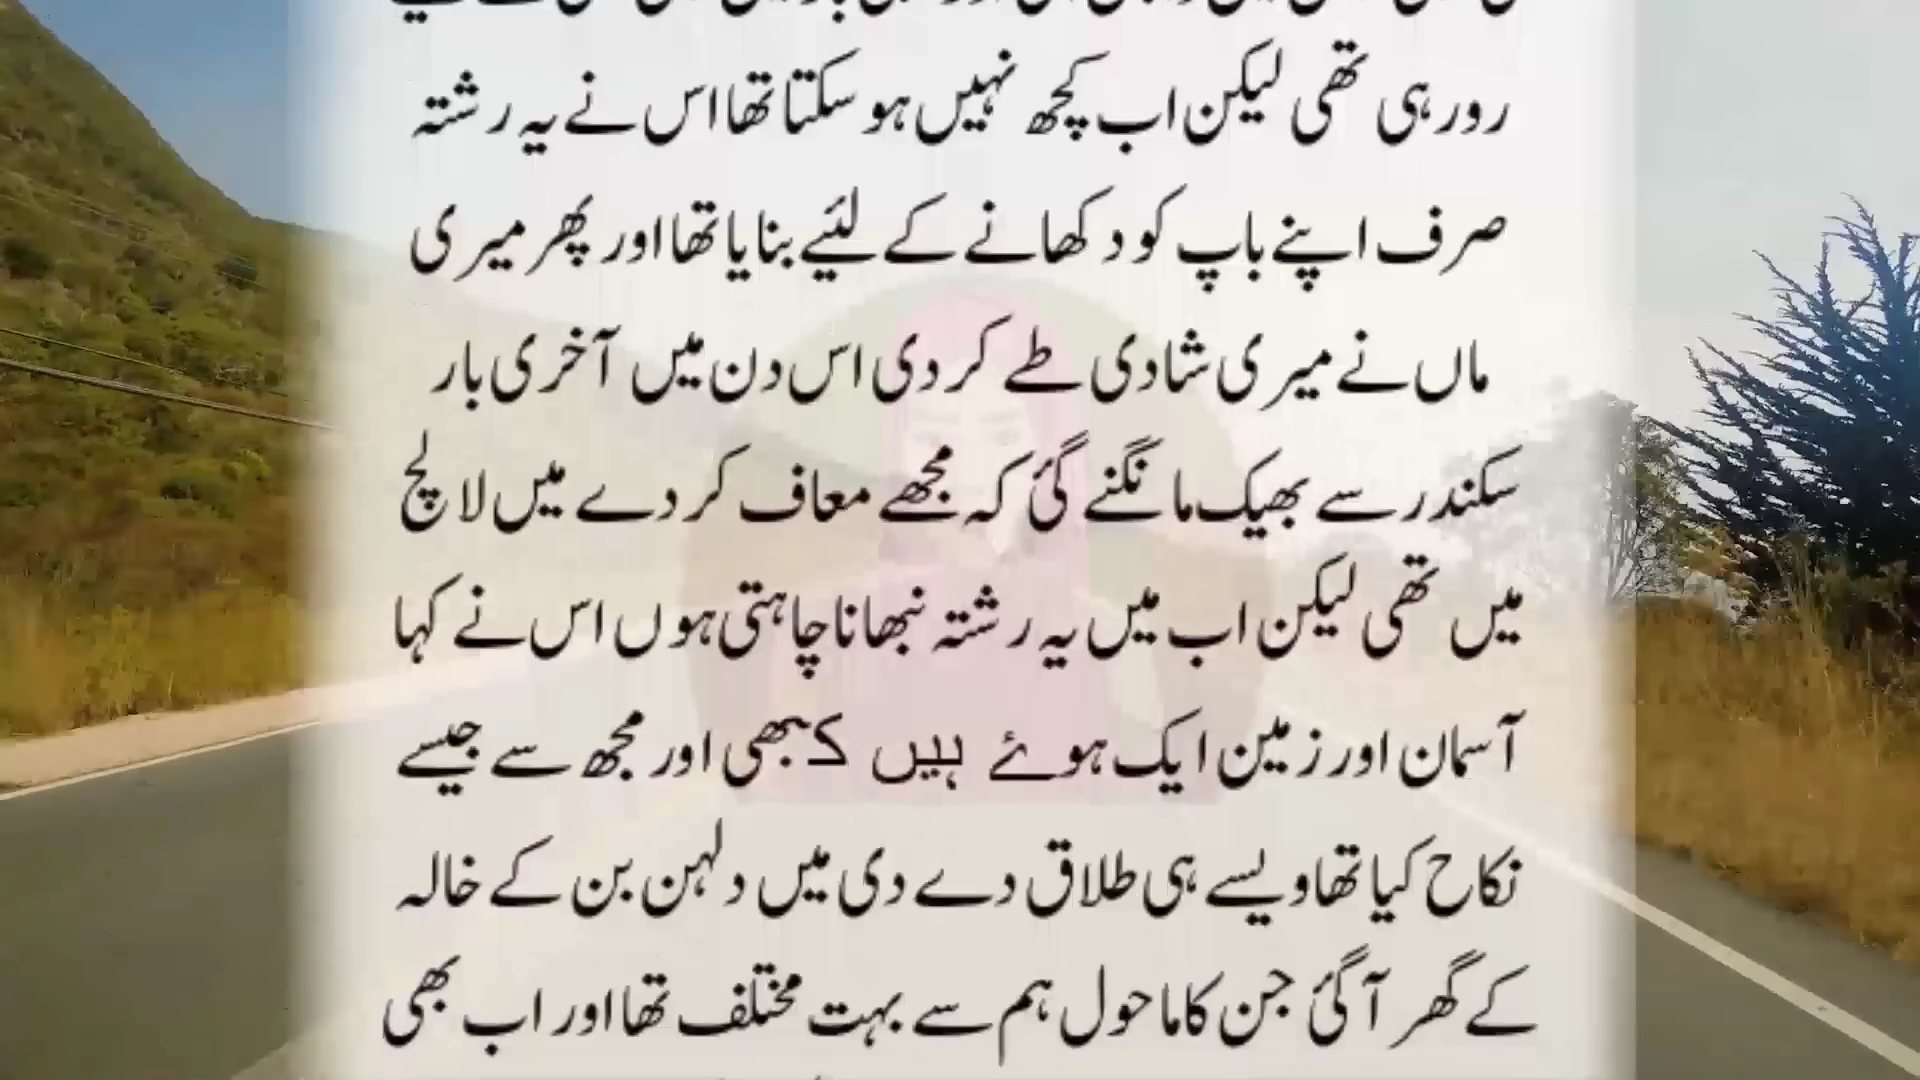 رو رہی تھی لیکن اب کچھ نہیں ہو سکتا تھا اس نے یہ رشتہ
صرف اپنے باپ کو دکھانے کے لئیے بنایا تھا اور پھر میری
ماں نے میری شادی طے کر دی اس دن میں آخری بار
سکندر سے بھیک مانگنے گئ کہ مجھے معاف کر دے میں لالچ
میں تھی لیکن اب میں یہ رشتہ نبھانا چاہتی ہوں اس نے کہا
آسمان اور زمین ایک ہوئے ہیں کبھی اور مجھ سے جیسے
نکاح کیا تھا ویسے ہی طلاق دے دی میں دلہن بن کے خالہ
کے گھر آ گئ جن کا ماحول ہم سے بہت مختلف تھا اور اب بھی